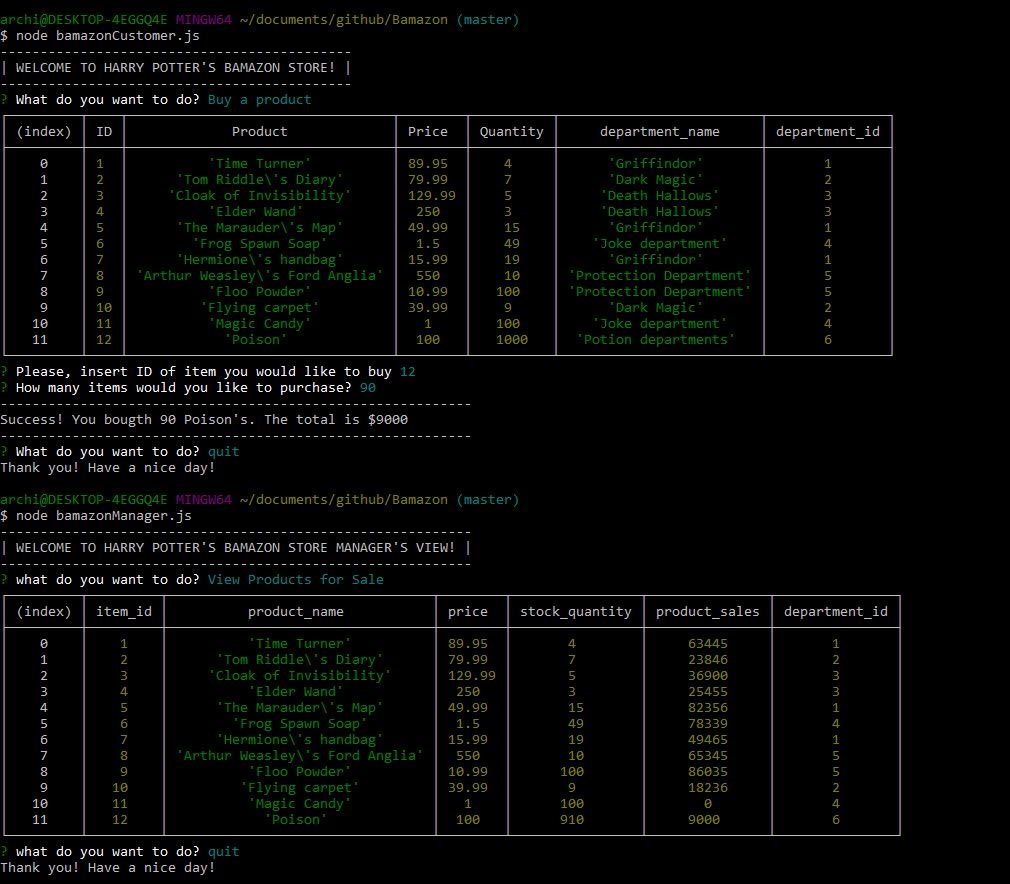 archi@DESKTOP-4EGGQ4E MINGW64 ~/documents/github/Bamazon (master)
$ node bamazonCustomer.js
--------------------------------------------
| WELCOME TO HARRY POTTER'S BAMAZON STORE! |
--------------------------------------------
? What do you want to do? Buy a product
(index) ID Product Price Quantity department_name department_id
0 1 'Time Turner' 89.95 4 'Griffindor' 1
1 2 'Tom Riddle\'s Diary' 79.99 7 'Dark Magic' 2
2 3 'Cloak of Invisibility' 129.99 5 'Death Hallows' 3
3 4 'Elder Wand' 250 3 'Death Hallows' 3
4 5 'The Marauder\'s Map' 49.99 15 'Griffindor' 1
5 6 'Frog Spawn Soap' 1.5 49 'Joke department' 4
6 7 'Hermione\'s handbag' 15.99 19 'Griffindor' 1
7 8 'Arthur Weasley\'s Ford Anglia' 550 10 'Protection Department' 5
8 9 'Floo Powder' 10.99 100 'Protection Department' 5
9 10 'Flying carpet' 39.99 9 'Dark Magic' 2
10 11 'Magic Candy' 1 100 'Joke department' 4
11 12 'Poison' 100 1000 'Potion departments' 6
? Please, insert ID of item you would like to buy 12
? How many items would you like to purchase? 90
-----------------------------------------------------------
Success! You bougth 90 Poison's. The total is $9000
-----------------------------------------------------------
? What do you want to do? quit
Thank you! Have a nice day!
archi@DESKTOP-4EGGQ4E MINGW64 ~/documents/github/Bamazon (master)
$ node bamazonManager.js
-----------------------------------------------------------
| WELCOME TO HARRY POTTER'S BAMAZON STORE MANAGER'S VIEW! |
-----------------------------------------------------------
? what do you want to do? View Products for Sale
(index) item_id product_name price stock_quantity product_sales department_id
0 1 'Time Turner' 89.95 4 63445 1
1 2 'Tom Riddle\'s Diary' 79.99 7 23846 2
2 3 'Cloak of Invisibility' 129.99 5 36900 3
3 4 'Elder Wand' 250 3 25455 3
4 5 'The Marauder\'s Map' 49.99 15 82356 1
5 6 'Frog Spawn Soap' 1.5 49 78339 4
6 7 'Hermione\'s handbag' 15.99 19 49465 1
7 8 'Arthur Weasley\'s Ford Anglia' 550 10 65345 5
8 9 'Floo Powder' 10.99 100 86035 5
9 10 'Flying carpet' 39.99 9 18236 2
10 11 'Magic Candy' 1 100 0 4
11 12 'Poison' 100 910 9000 6
? what do you want to do? quit
Thank you! Have a nice day!